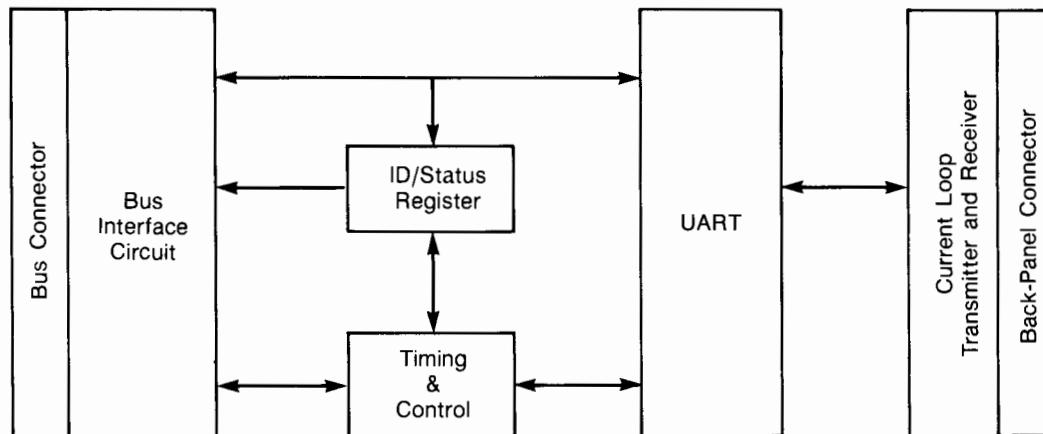 Bus Connector
Bus
Interface
Circuit
ID/Status
Register
Timing
&
Control
UART
Current Loop
Transmitter and Receiver
Back-Panel Connector